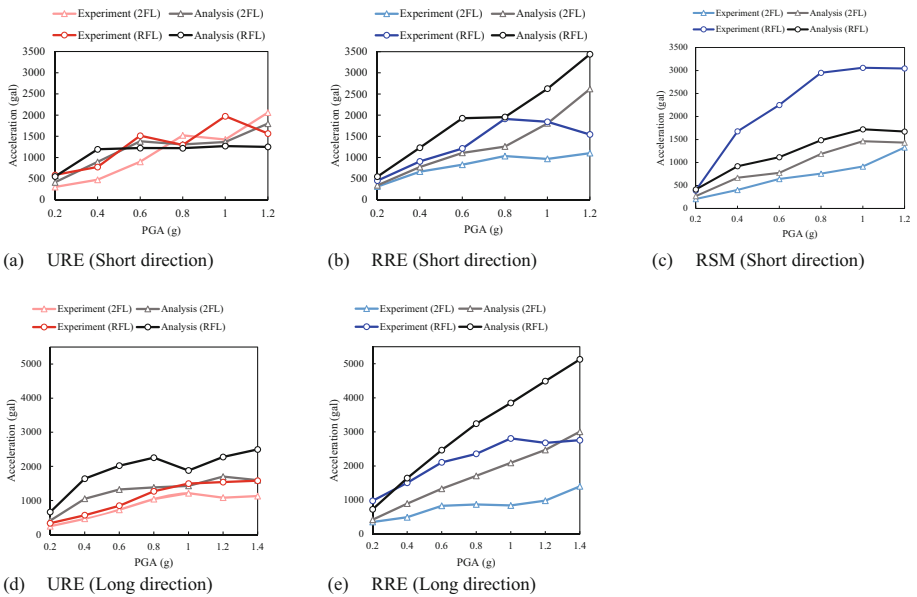 Experiment (2FL) Analysis (2FL)
Experiment (RFL) Analysis (RFL)
3500
3000
2500
2000
1500
1000
500
0
Acceleration (gal)
0.2 0.4 0.6 0.8 1 1.2
PGA (g)
(a) URE (Short direction)
Experiment (2FL) Analysis (2FL)
Experiment (RFL) Analysis (RFL)
3500
3000
2500
2000
1500
1000
500
0
Acceleration (gal)
0.2 0.4 0.6 0.8 1 1.2
PGA (g)
(b) RRE (Short direction)
Experiment (2FL) Analysis (2FL)
Experiment (RFL) Analysis (RFL)
3500
3000
2500
2000
1500
1000
500
0
Acceleration (gal)
0.2 0.4 0.6 0.8 1 1.2
PGA (g)
(c) RSM (Short direction)
Experiment (2FL) Analysis (2FL)
Experiment (RFL) Analysis (RFL)
5000
4000
3000
2000
1000
0
Acceleration (gal)
0.2 0.4 0.6 0.8 1 1.2 1.4
PGA (g)
(d) URE (Long direction)
Experiment (2FL) Analysis (2FL)
Experiment (RFL) Analysis (RFL)
5000
4000
3000
2000
1000
0
Acceleration (gal)
0.2 0.4 0.6 0.8 1 1.2 1.4
PGA (g)
(e) RRE (Long direction)